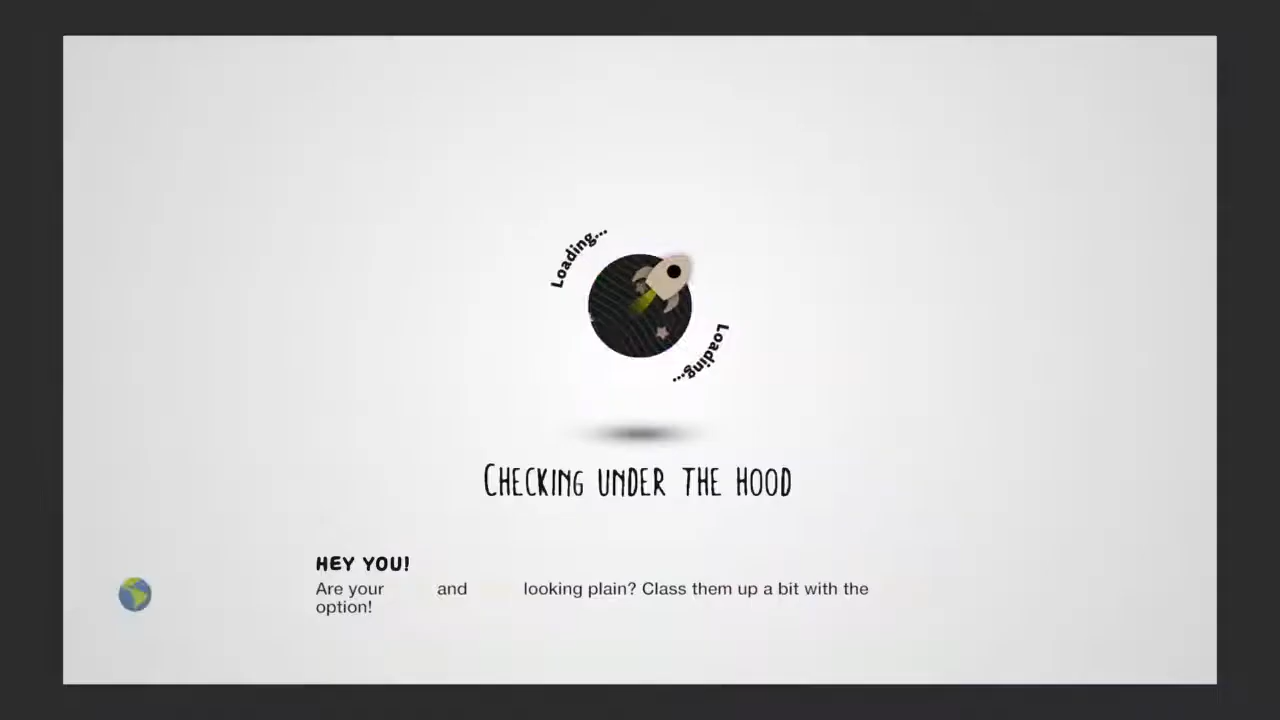 Loading...
Loading...
CHECKING UNDER THE HOOD
HEY YOU!
Are your and looking plain? Class them up a bit with the
option!